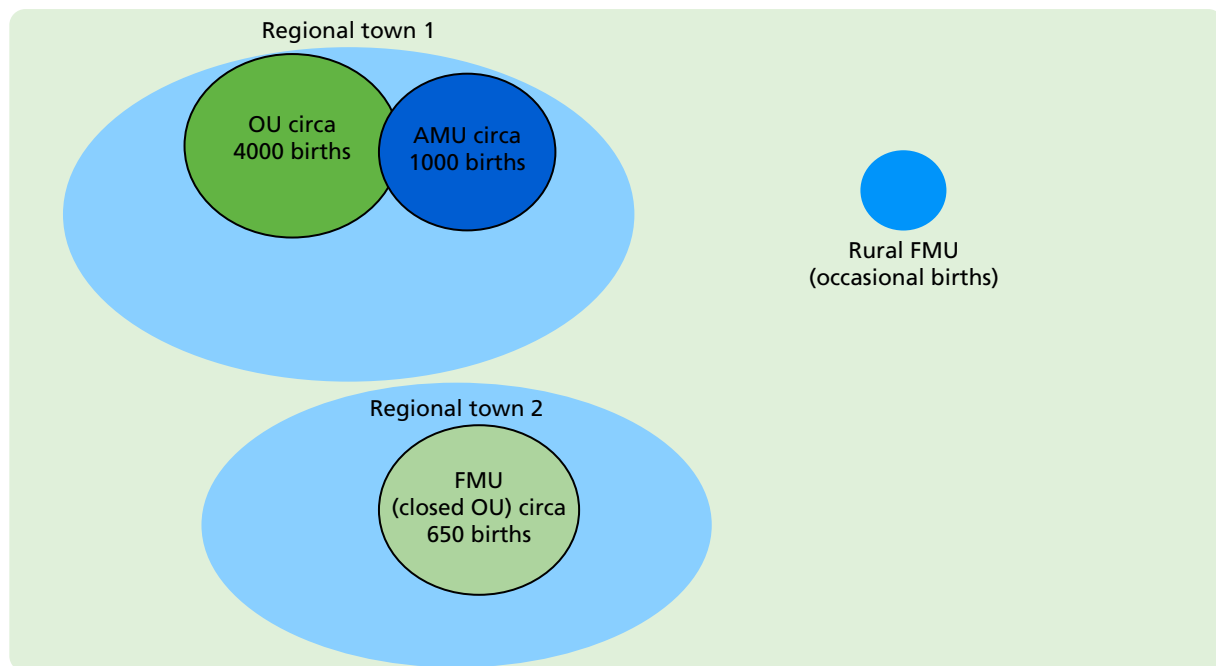 Regional town 1
OU circa
4000 births
AMU circa
1000 births
Rural FMU
(occasional births)
Regional town 2
FMU
(closed OU) circa
650 births